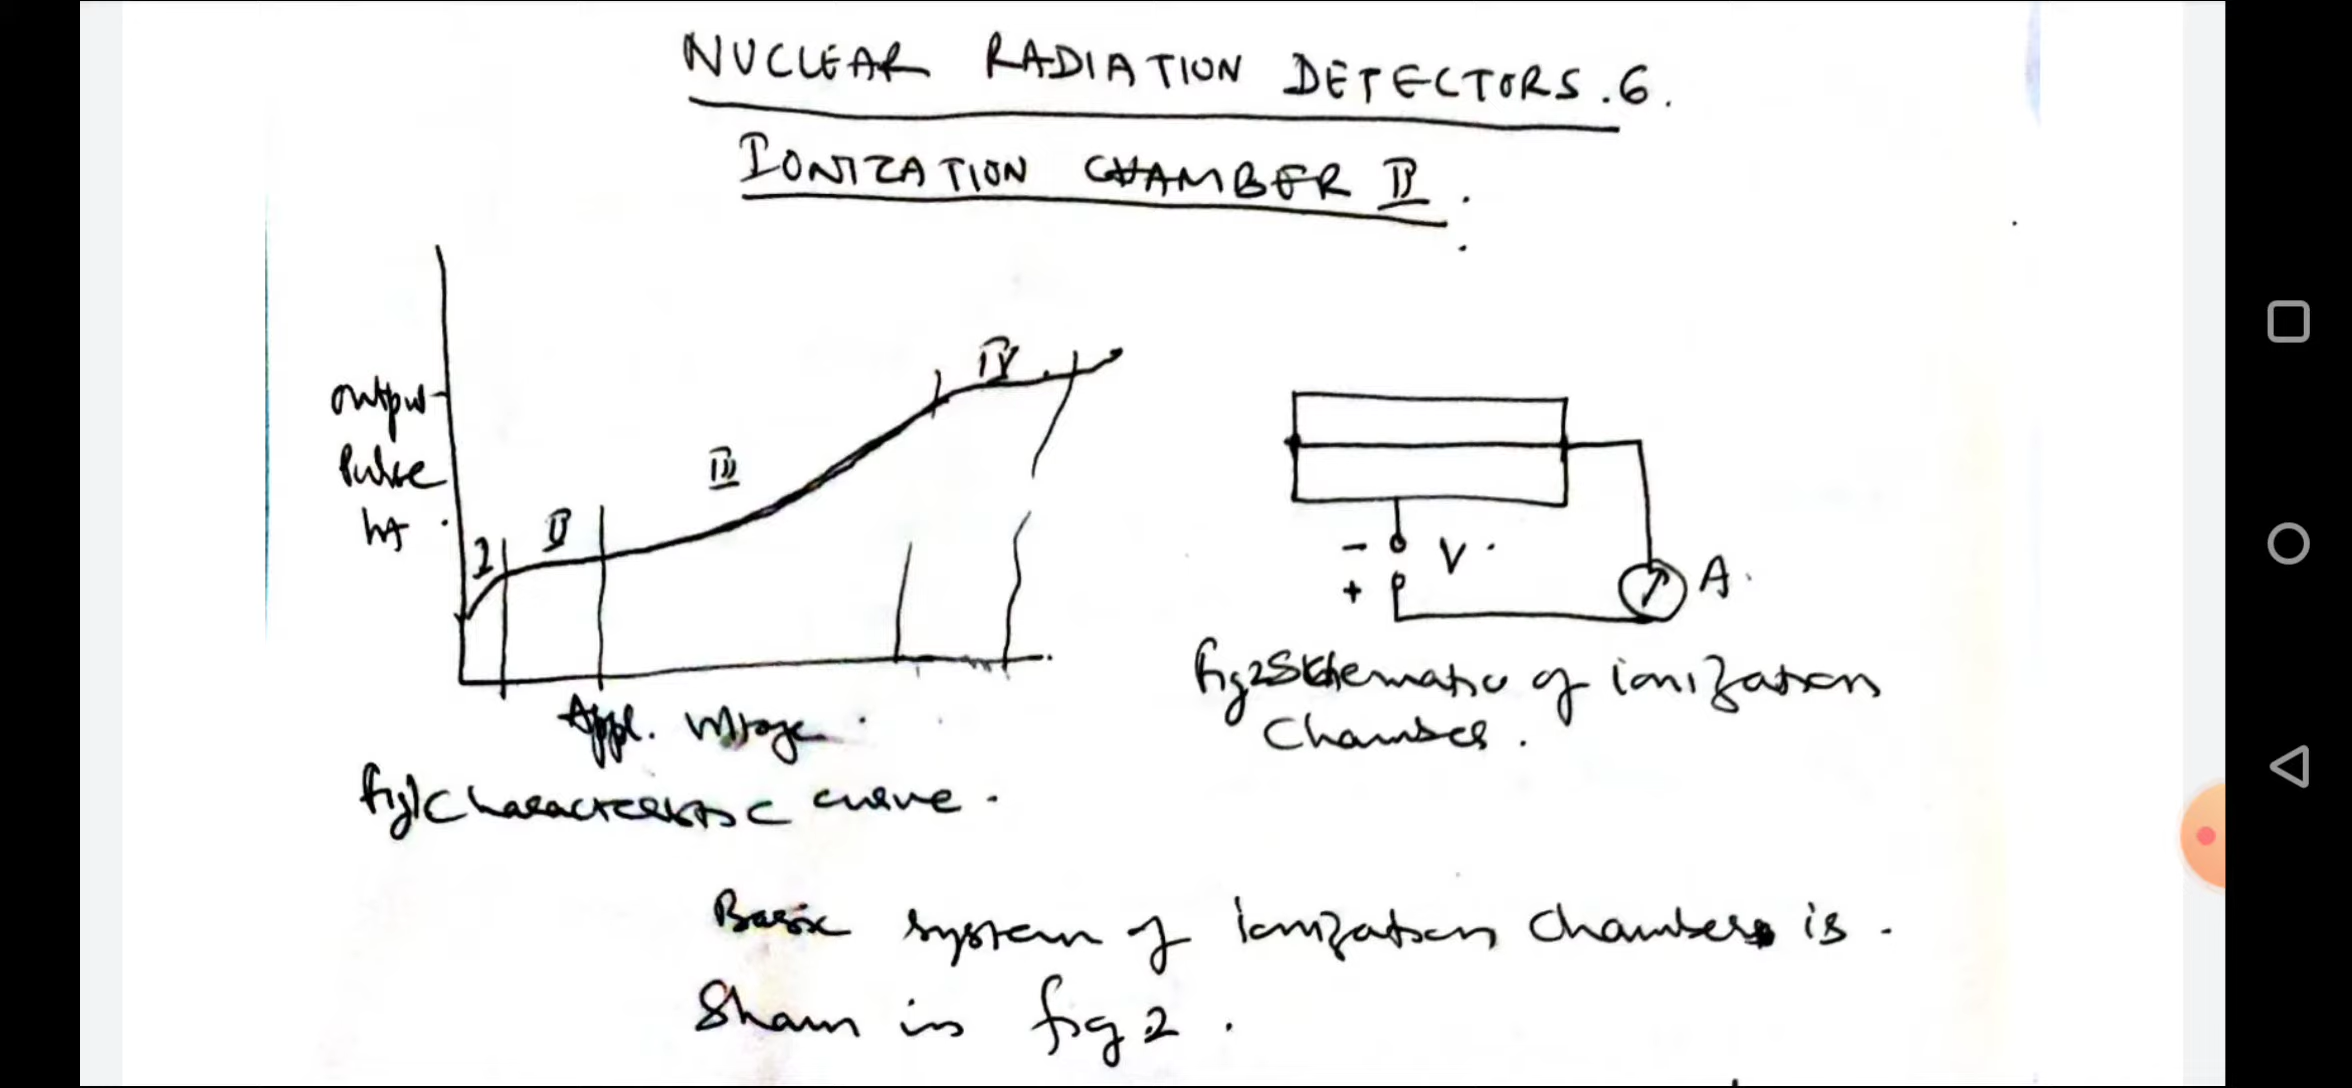 NUCLEAR RADIATION DETECTORS.6.
IONIZATION CHAMBER II.
Output
Pulse
ht
I
II
III
IV
Appl. Voltage
fig1 Characteristic curve.
- V
+
A
fig2 Schematic of ionization
Chamber.
Basic system of ionization Chamber is
Shown in fig 2.